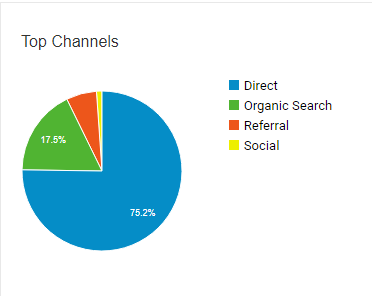 Top Channels
Direct
Organic Search
Referral
Social
17.5%
75.2%